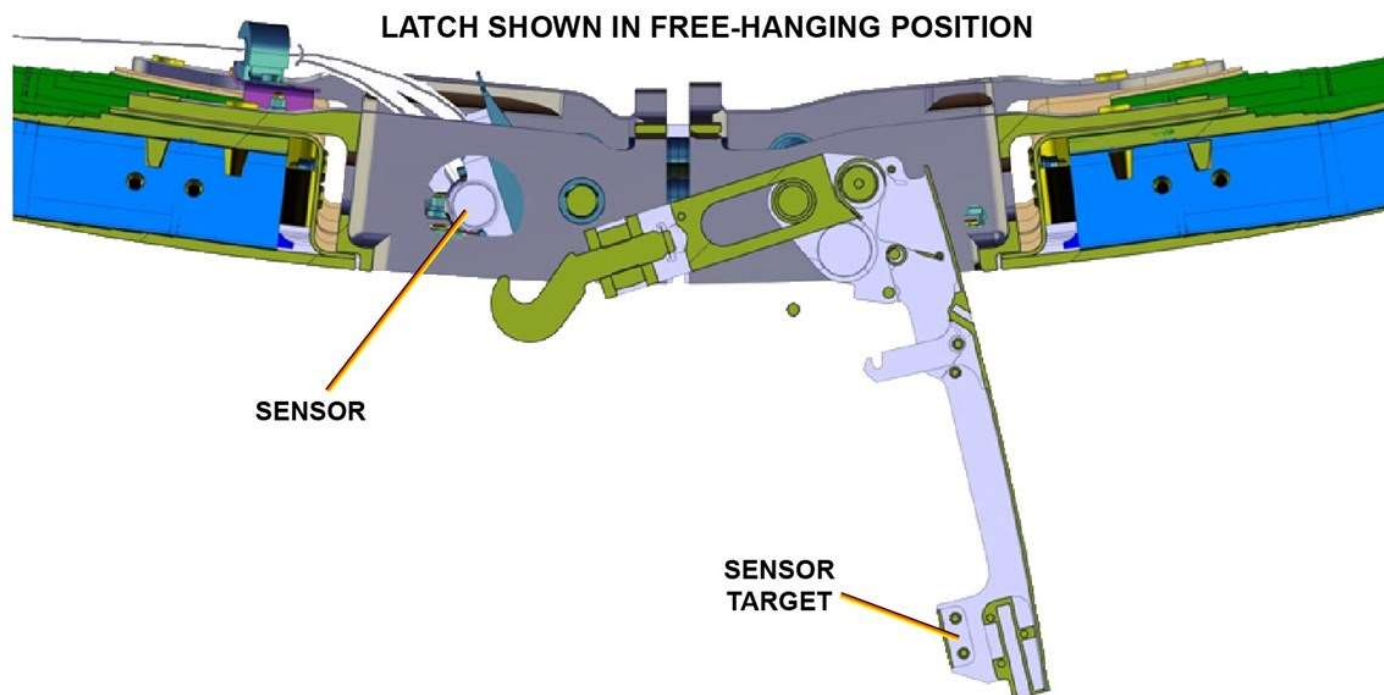 LATCH SHOWN IN FREE-HANGING POSITION
SENSOR
SENSOR
TARGET